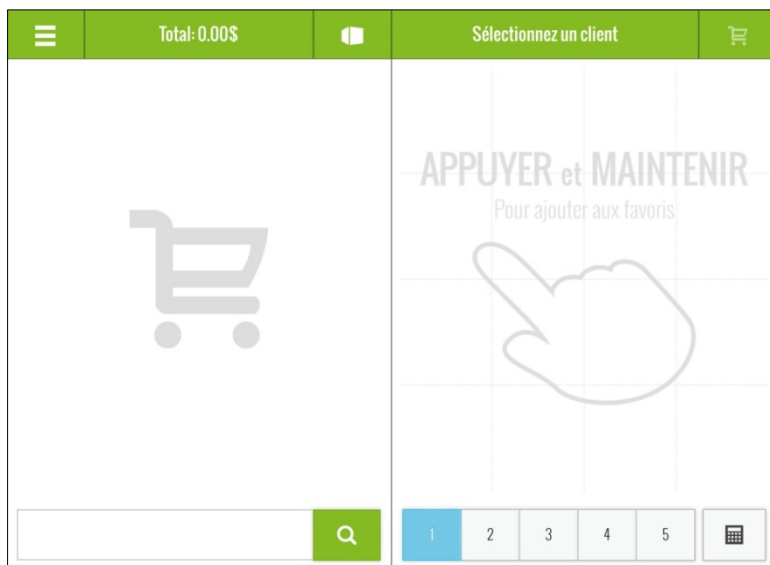 Total: 0.00$
Sélectionnez un client
APPUYER et MAINTENIR
Pour ajouter aux favoris
1 2 3 4 5